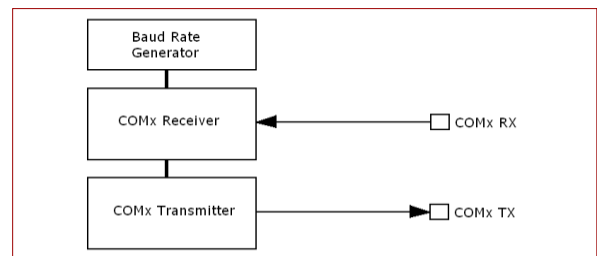 Baud Rate
Generator
COMx Receiver
COMx RX
COMx Transmitter
COMx TX